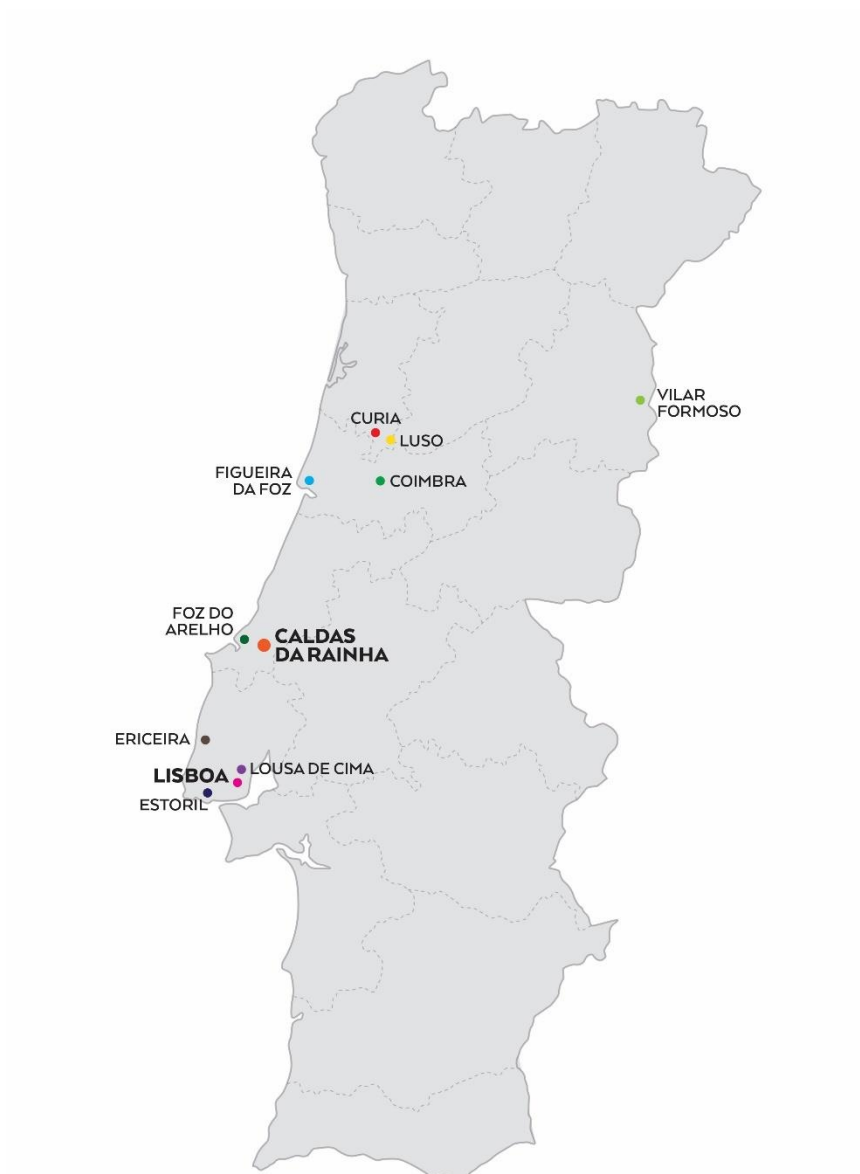 VILAR
FORMOSO
CURIA
LUSO
FIGUEIRA
DA FOZ
COIMBRA
FOZ DO
ARELHO
CALDAS
DA RAINHA
ERICEIRA
LOUSA DE CIMA
LISBOA
ESTORIL